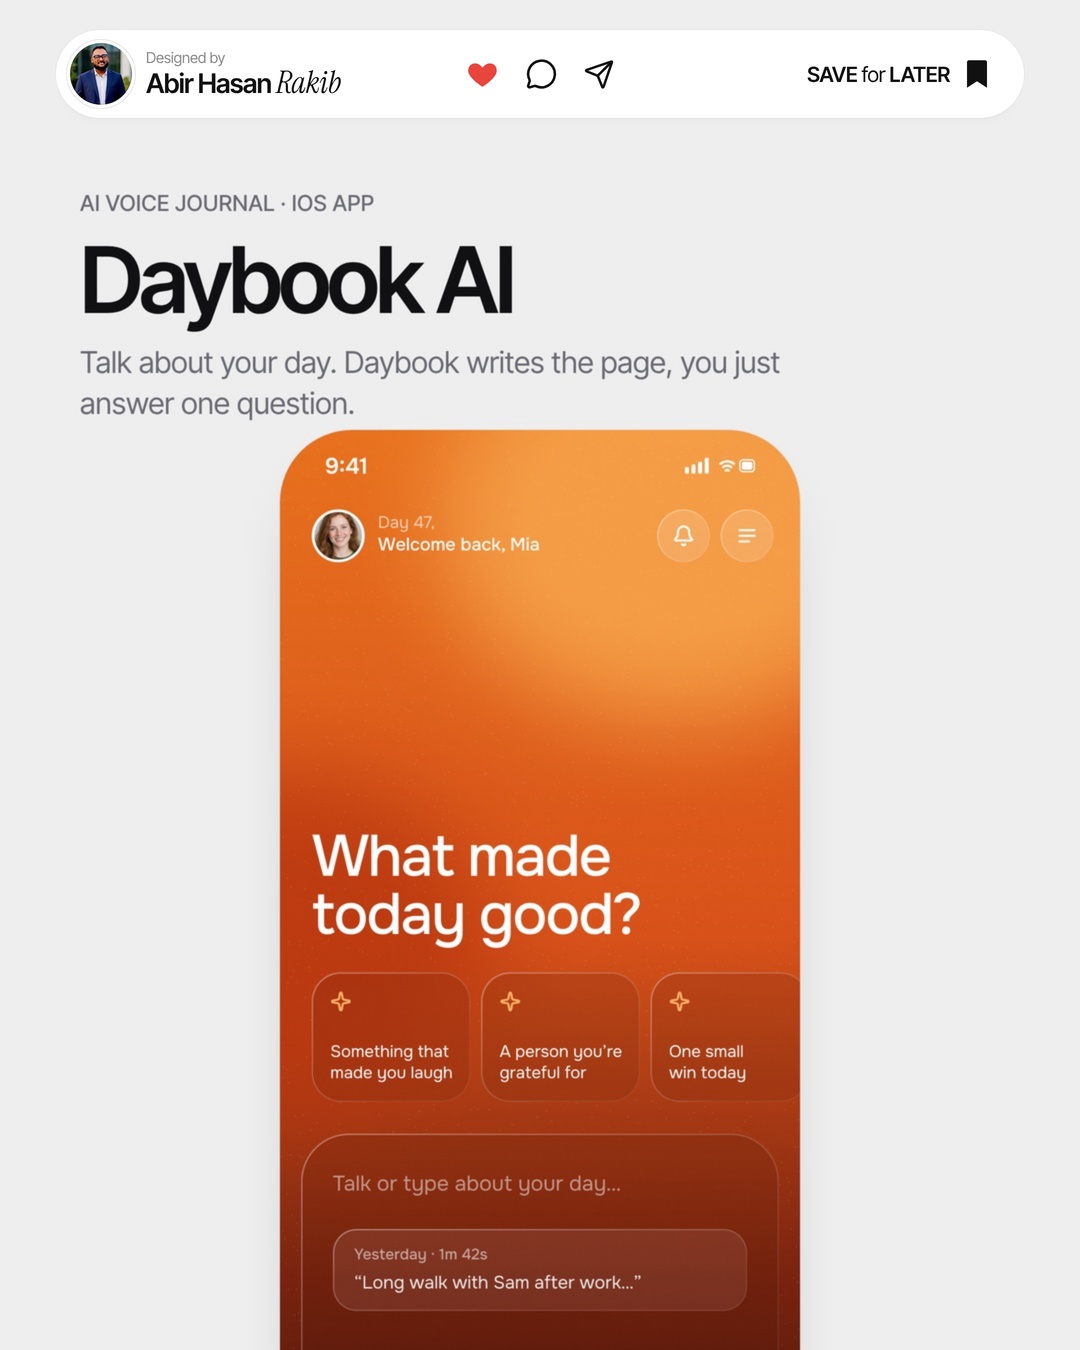 Designed by
Abir Hasan Rakib
SAVE for LATER
AI VOICE JOURNAL · IOS APP
Daybook AI
Talk about your day. Daybook writes the page, you just
answer one question.
9:41
Day 47,
Welcome back, Mia
What made
today good?
Something that
made you laugh
A person you’re
grateful for
One small
win today
Talk or type about your day...
Yesterday · 1m 42s
“Long walk with Sam after work...”